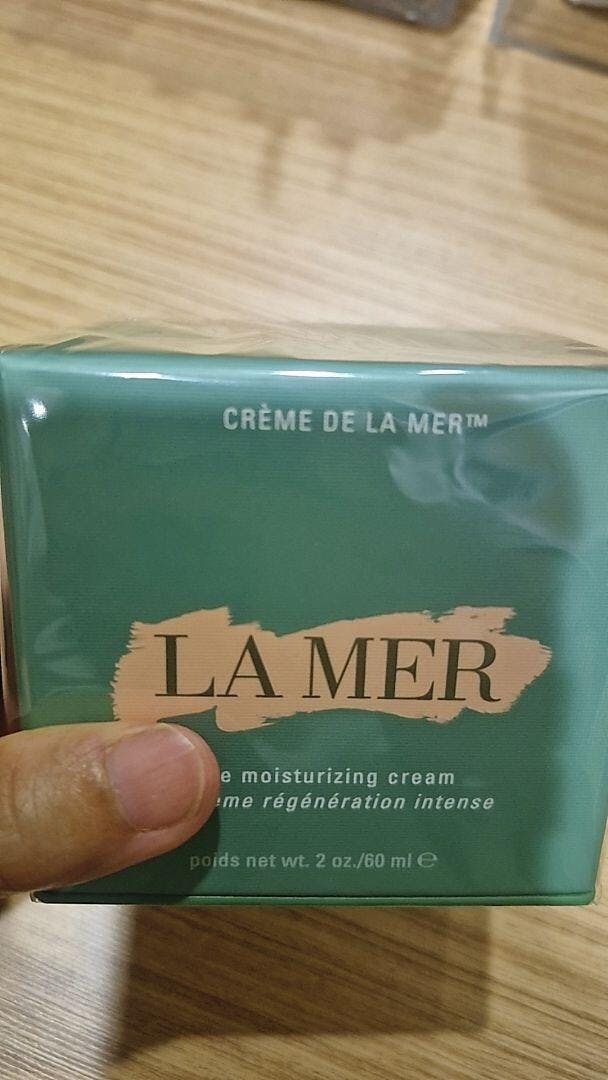 CRÈME DE LA MER™
LA MER
moisturizing cream
régénération intense
poids net wt. 2 oz./60 ml ℮